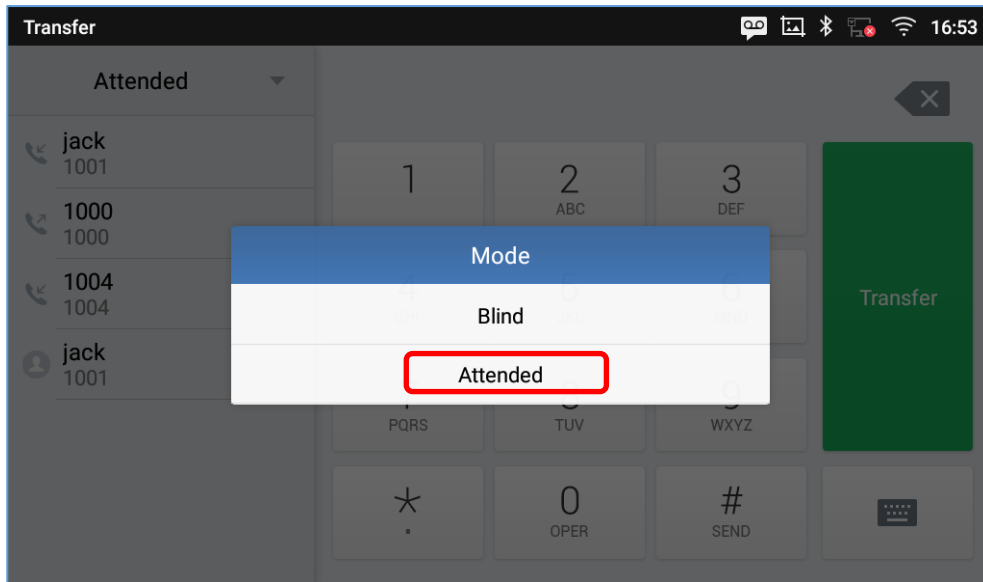 Transfer 16:53
Attended
jack
1001
1000
1000
1004
1004
jack
1001
1
2
ABC
3
DEF
Mode
Blind
Attended
PQRS
TUV
9
WXYZ
Transfer
*
.
0
OPER
#
SEND